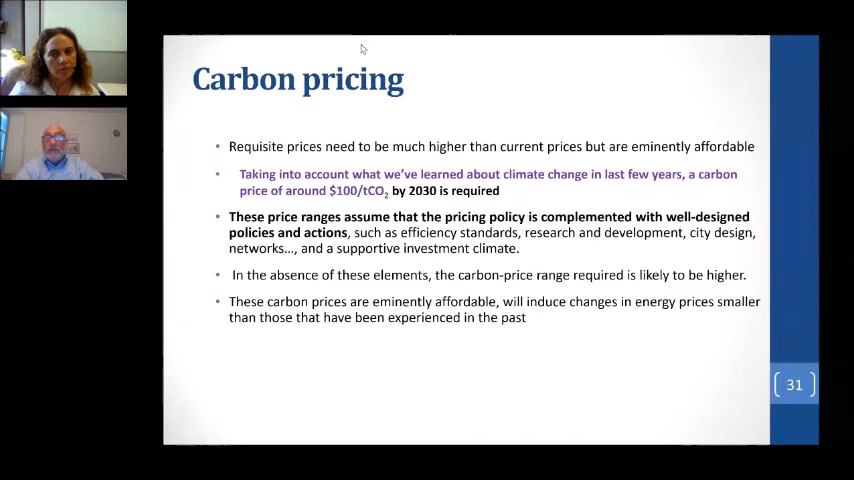 Carbon pricing
• Requisite prices need to be much higher than current prices but are eminently affordable
• Taking into account what we've learned about climate change in last few years, a carbon
price of around $100/tCO₂ by 2030 is required
• These price ranges assume that the pricing policy is complemented with well-designed
policies and actions, such as efficiency standards, research and development, city design,
networks…, and a supportive investment climate.
• In the absence of these elements, the carbon-price range required is likely to be higher.
• These carbon prices are eminently affordable, will induce changes in energy prices smaller
than those that have been experienced in the past
31